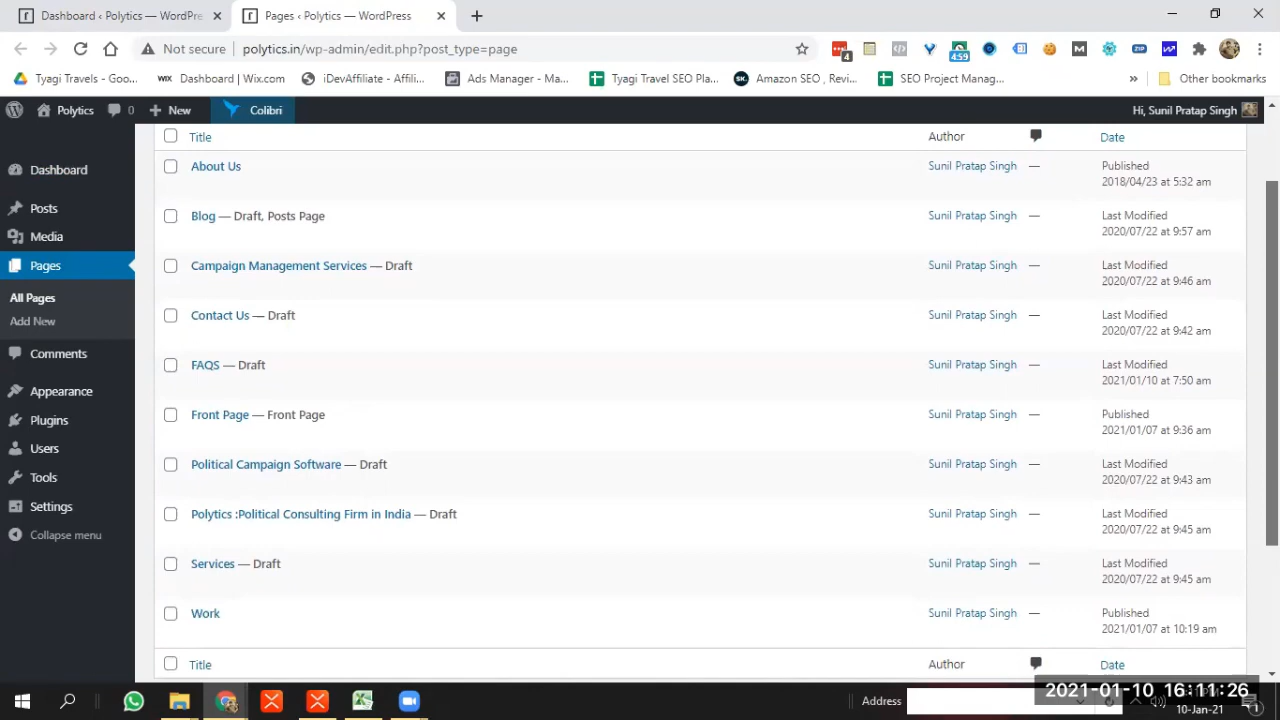 Dashboard ‹ Polytics — WordPre
Pages ‹ Polytics — WordPress
Not secure
polytics.in/wp-admin/edit.php?post_type=page
4
459
ZIP
Tyagi Travels - Goo...
WIX Dashboard | Wix.com
iDevAffiliate - Affili...
Ads Manager - Ma...
Tyagi Travel SEO Pla...
SK. Amazon SEO , Revi...
SEO Project Manag...
»
Other bookmarks
Polytics
0
New
Colibri
Hi, Sunil Pratap Singh
Dashboard
Posts
Media
Pages
All Pages
Add New
Comments
Appearance
Plugins
Users
Tools
Settings
Collapse menu
Title Author Date
About Us Sunil Pratap Singh — Published
2018/04/23 at 5:32 am
Blog — Draft, Posts Page Sunil Pratap Singh — Last Modified
2020/07/22 at 9:57 am
Campaign Management Services — Draft Sunil Pratap Singh — Last Modified
2020/07/22 at 9:46 am
Contact Us — Draft Sunil Pratap Singh — Last Modified
2020/07/22 at 9:42 am
FAQS — Draft Sunil Pratap Singh — Last Modified
2021/01/10 at 7:50 am
Front Page — Front Page Sunil Pratap Singh — Published
2021/01/07 at 9:36 am
Political Campaign Software — Draft Sunil Pratap Singh — Last Modified
2020/07/22 at 9:43 am
Polytics :Political Consulting Firm in India — Draft Sunil Pratap Singh — Last Modified
2020/07/22 at 9:45 am
Services — Draft Sunil Pratap Singh — Last Modified
2020/07/22 at 9:45 am
Work Sunil Pratap Singh — Published
2021/01/07 at 10:19 am
Title Author Date
Address
2021-01-10 16:11:26
10-Jan-21